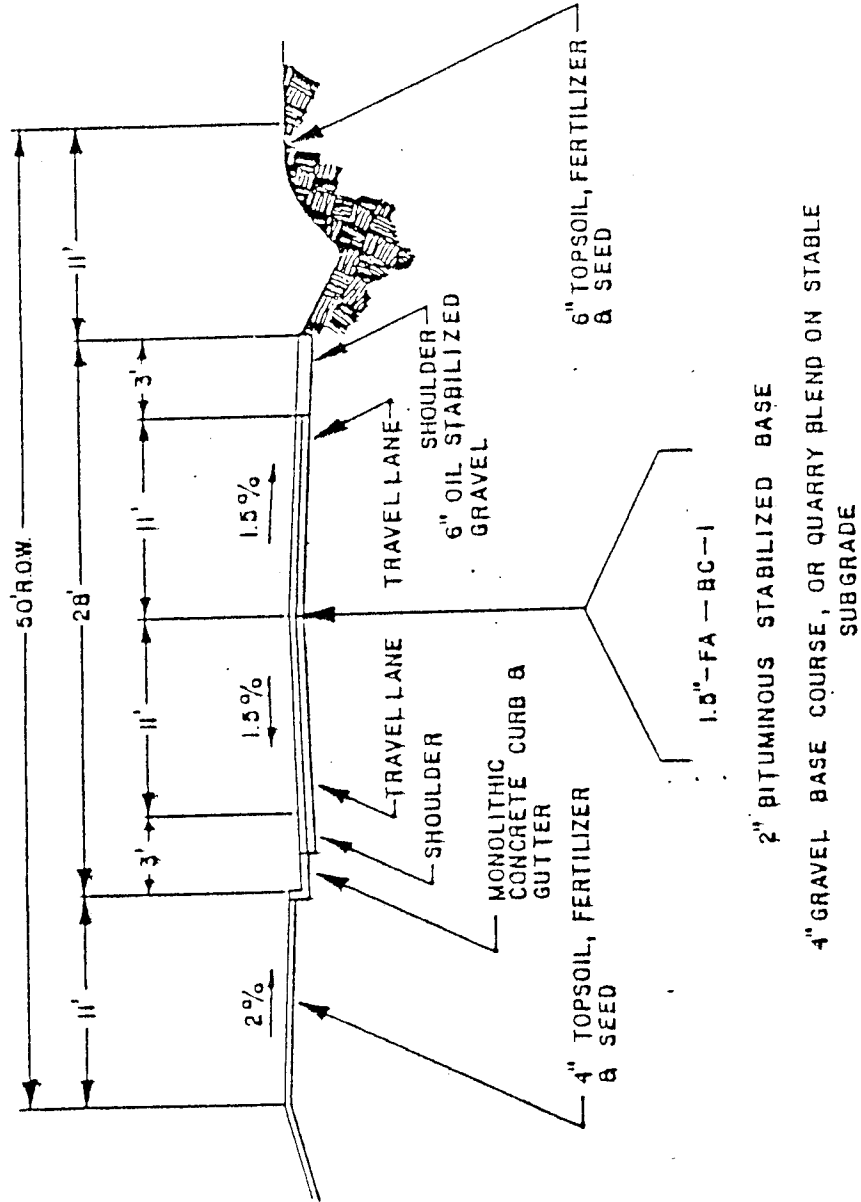 50' R.O.W.
28'
11'
3'
11'
11'
3'
11'
2%
1.5%
1.5%
TRAVEL LANE
TRAVEL LANE
SHOULDER
SHOULDER
6" OIL STABILIZED
GRAVEL
MONOLITHIC
CONCRETE CURB &
GUTTER
4" TOPSOIL, FERTILIZER
& SEED
6" TOPSOIL, FERTILIZER
& SEED
1.5"-FA-BC-1
2" BITUMINOUS STABILIZED BASE
4" GRAVEL BASE COURSE, OR QUARRY BLEND ON STABLE
SUBGRADE